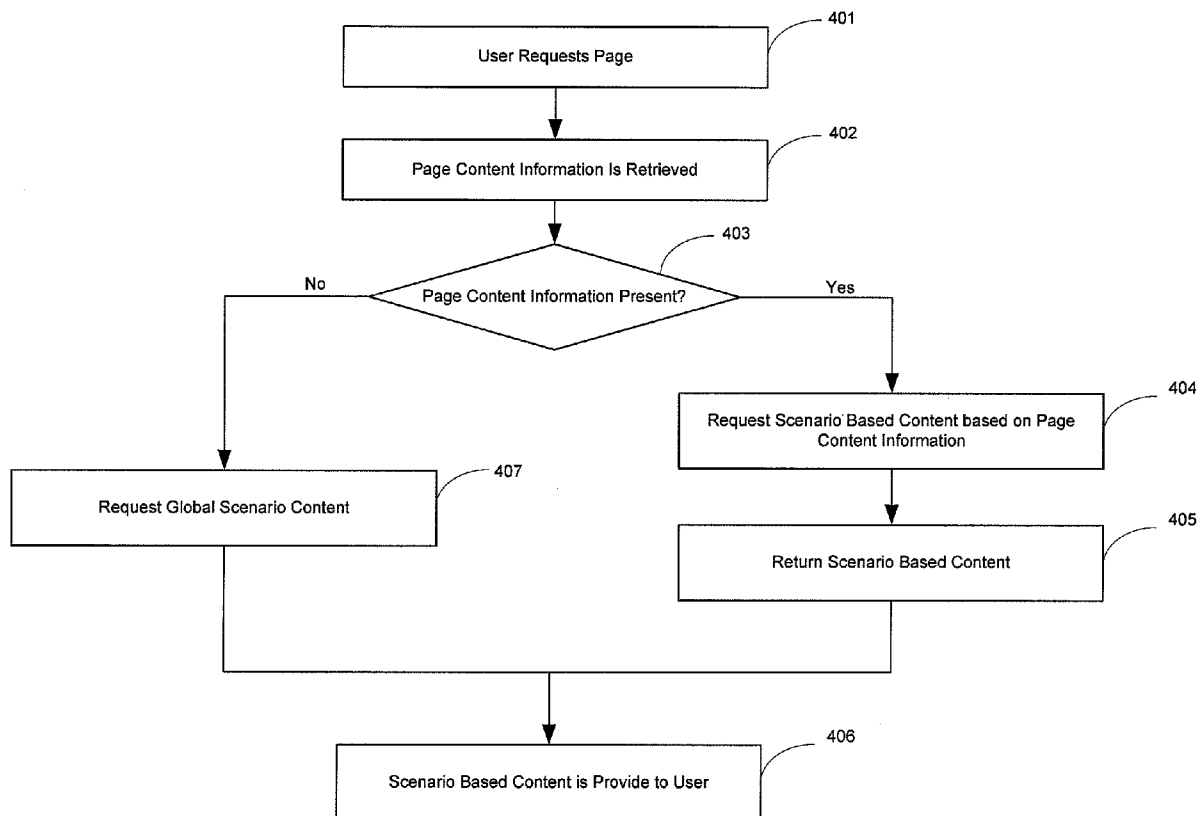 401
User Requests Page
402
Page Content Information Is Retrieved
403
No
Page Content Information Present?
Yes
404
Request Scenario Based Content based on Page
Content Information
407
Request Global Scenario Content
405
Return Scenario Based Content
406
Scenario Based Content is Provide to User